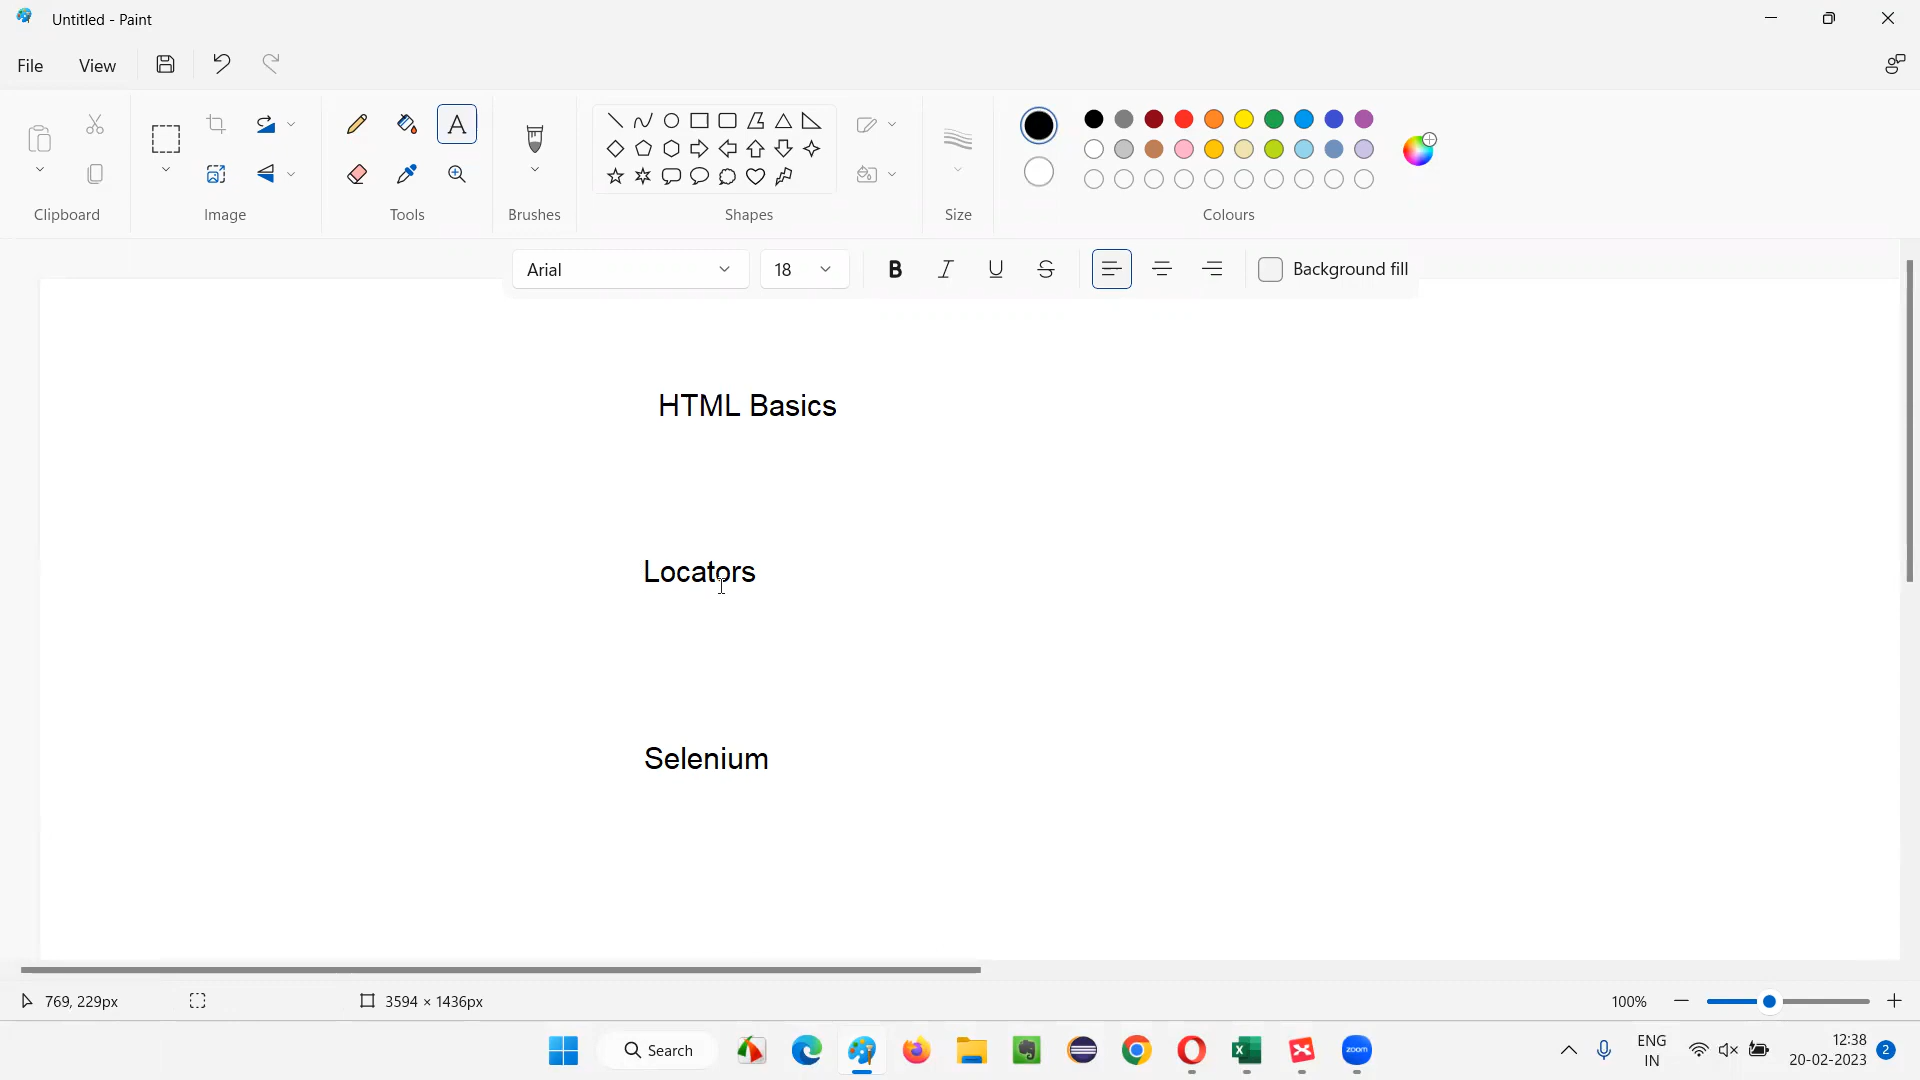 Untitled - Paint
File View
Clipboard Image Tools Brushes Shapes Size Colours
Arial 18 B I U S Background fill
HTML Basics
Locators
Selenium
769, 229px 3594 × 1436px 100%
Search zoom ENG IN 12:38 20-02-2023 2